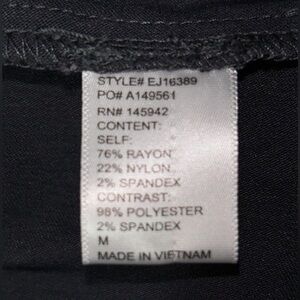 STYLE# EJ16389
PO# A149561
RN# 145942
CONTENT:
SELF:
76% RAYON
22% NYLON
2% SPANDEX
CONTRAST:
98% POLYESTER
2% SPANDEX
M
MADE IN VIETNAM